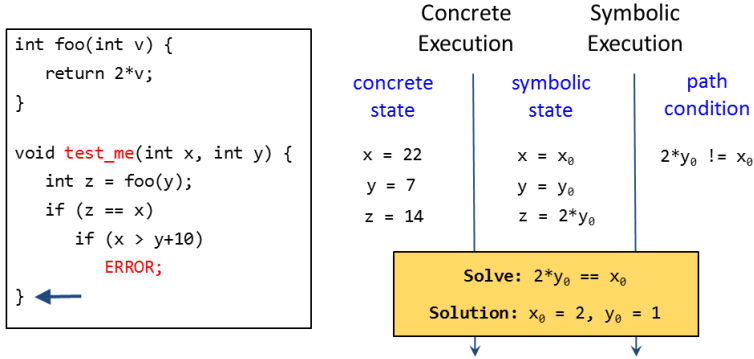 int foo(int v) {
return 2*v;
}
void test_me(int x, int y) {
int z = foo(y);
if (z == x)
if (x > y+10)
ERROR;
}
Concrete Execution
Symbolic Execution
concrete state
symbolic state
path condition
x = 22
y = 7
z = 14
x = x₀
y = y₀
z = 2*y₀
2*y₀ != x₀
Solve: 2*y₀ == x₀
Solution: x₀ = 2, y₀ = 1